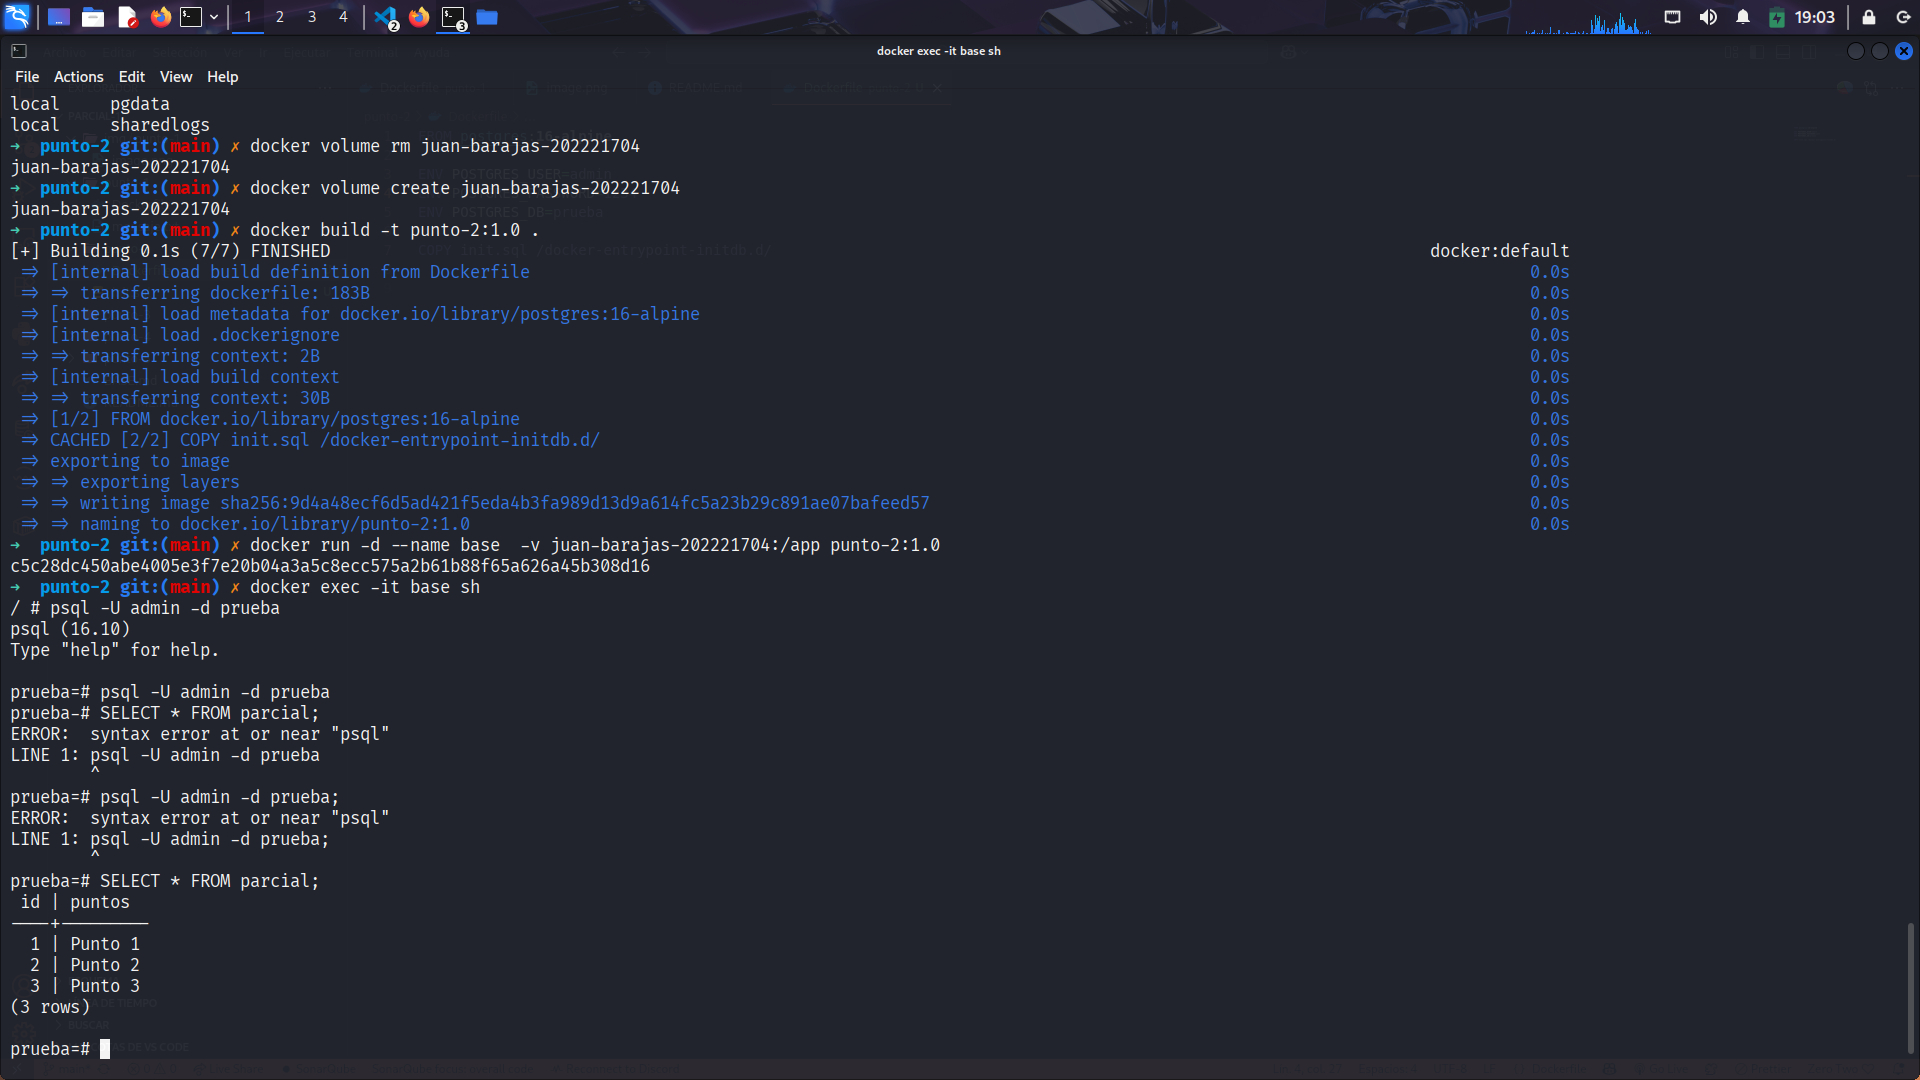 1 2 3 4 2 3 19:03
docker exec -it base sh
File Actions Edit View Help
local     pgdata
local     sharedlogs
→  punto-2 git:(main) ✗ docker volume rm juan-barajas-202221704
juan-barajas-202221704
→  punto-2 git:(main) ✗ docker volume create juan-barajas-202221704
juan-barajas-202221704
→  punto-2 git:(main) ✗ docker build -t punto-2:1.0 .
[+] Building 0.1s (7/7) FINISHED docker:default
=> [internal] load build definition from Dockerfile 0.0s
=> => transferring dockerfile: 183B 0.0s
=> [internal] load metadata for docker.io/library/postgres:16-alpine 0.0s
=> [internal] load .dockerignore 0.0s
=> => transferring context: 2B 0.0s
=> [internal] load build context 0.0s
=> => transferring context: 30B 0.0s
=> [1/2] FROM docker.io/library/postgres:16-alpine 0.0s
=> CACHED [2/2] COPY init.sql /docker-entrypoint-initdb.d/ 0.0s
=> exporting to image 0.0s
=> => exporting layers 0.0s
=> => writing image sha256:9d4a48ecf6d5ad421f5eda4b3fa989d13d9a614fc5a23b29c891ae07bafeed57 0.0s
=> => naming to docker.io/library/punto-2:1.0 0.0s
→  punto-2 git:(main) ✗ docker run -d --name base  -v juan-barajas-202221704:/app punto-2:1.0
c5c28dc450abe4005e3f7e20b04a3a5c8ecc575a2b61b88f65a626a45b308d16
→  punto-2 git:(main) ✗ docker exec -it base sh
/ # psql -U admin -d prueba
psql (16.10)
Type "help" for help.
prueba=# psql -U admin -d prueba
prueba-# SELECT * FROM parcial;
ERROR:  syntax error at or near "psql"
LINE 1: psql -U admin -d prueba
^
prueba=# psql -U admin -d prueba;
ERROR:  syntax error at or near "psql"
LINE 1: psql -U admin -d prueba;
^
prueba=# SELECT * FROM parcial;
id | puntos
----+---------
1 | Punto 1
2 | Punto 2
3 | Punto 3
(3 rows)
prueba=#